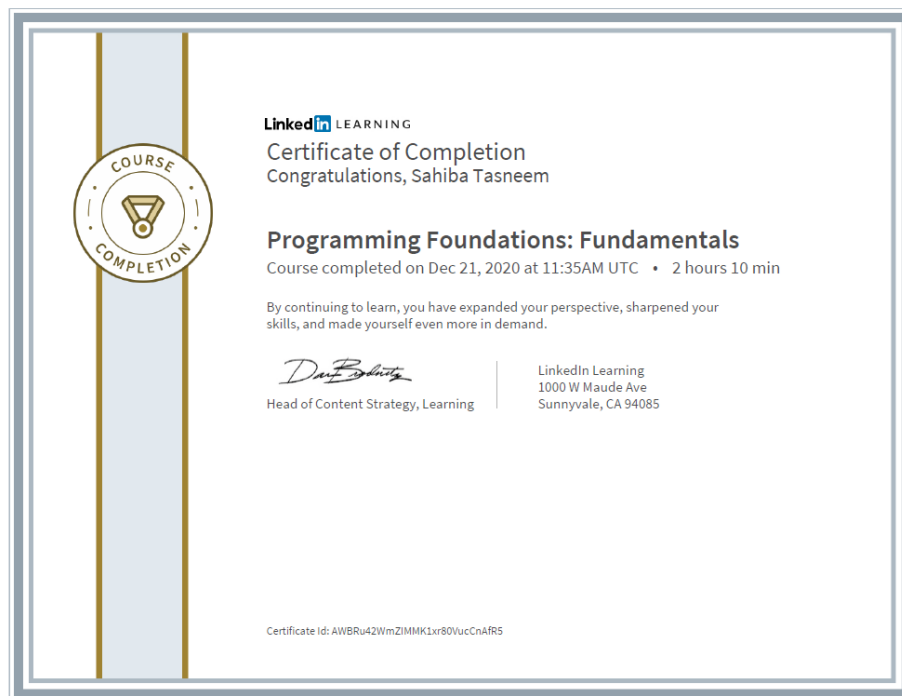 COURSE
COMPLETION
Linked in LEARNING
Certificate of Completion
Congratulations, Sahiba Tasneem
Programming Foundations: Fundamentals
Course completed on Dec 21, 2020 at 11:35AM UTC • 2 hours 10 min
By continuing to learn, you have expanded your perspective, sharpened your
skills, and made yourself even more in demand.
Head of Content Strategy, Learning
LinkedIn Learning
1000 W Maude Ave
Sunnyvale, CA 94085
Certificate Id: AWBRu42WmZIMMK1xr80VucCnAfR5